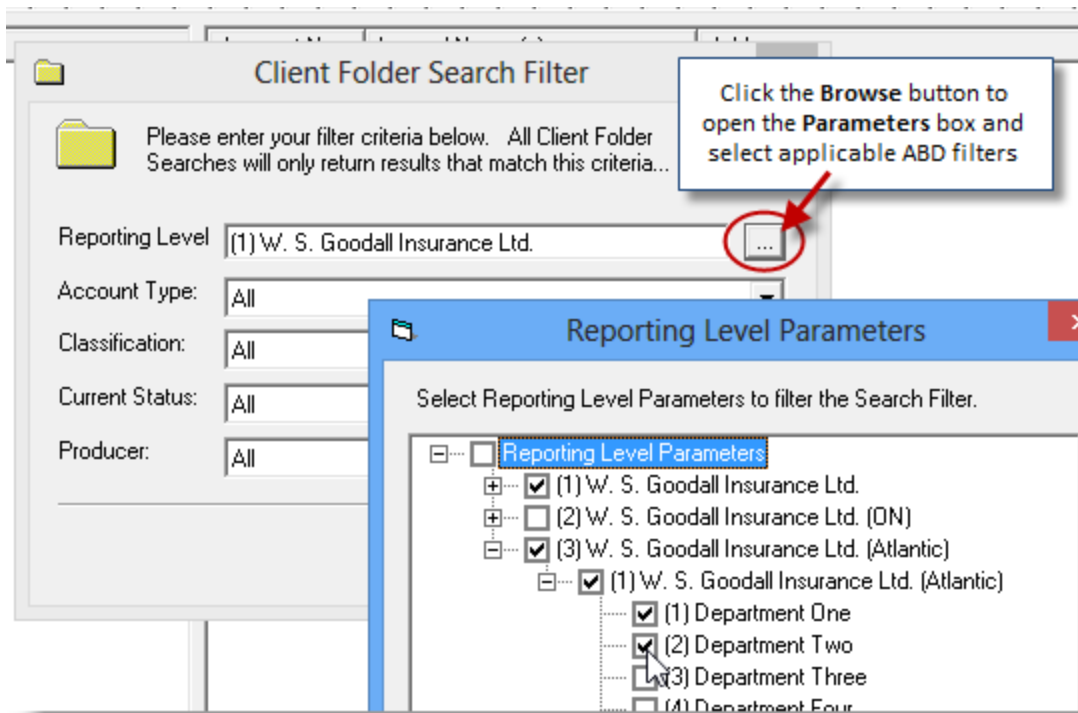 Client Folder Search Filter
Click the Browse button to
open the Parameters box and
select applicable ABD filters
Please enter your filter criteria below. All Client Folder
Searches will only return results that match this criteria...
Reporting Level (1) W. S. Goodall Insurance Ltd. ...
Account Type: All
Classification: All
Current Status: All
Producer: All
Reporting Level Parameters
Select Reporting Level Parameters to filter the Search Filter.
Reporting Level Parameters
(1) W. S. Goodall Insurance Ltd.
(2) W. S. Goodall Insurance Ltd. (ON)
(3) W. S. Goodall Insurance Ltd. (Atlantic)
(1) W. S. Goodall Insurance Ltd. (Atlantic)
(1) Department One
(2) Department Two
(3) Department Three
(4) Department Four